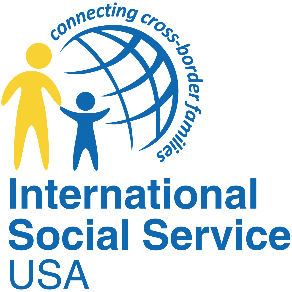 connecting cross-border families
International
Social Service
USA